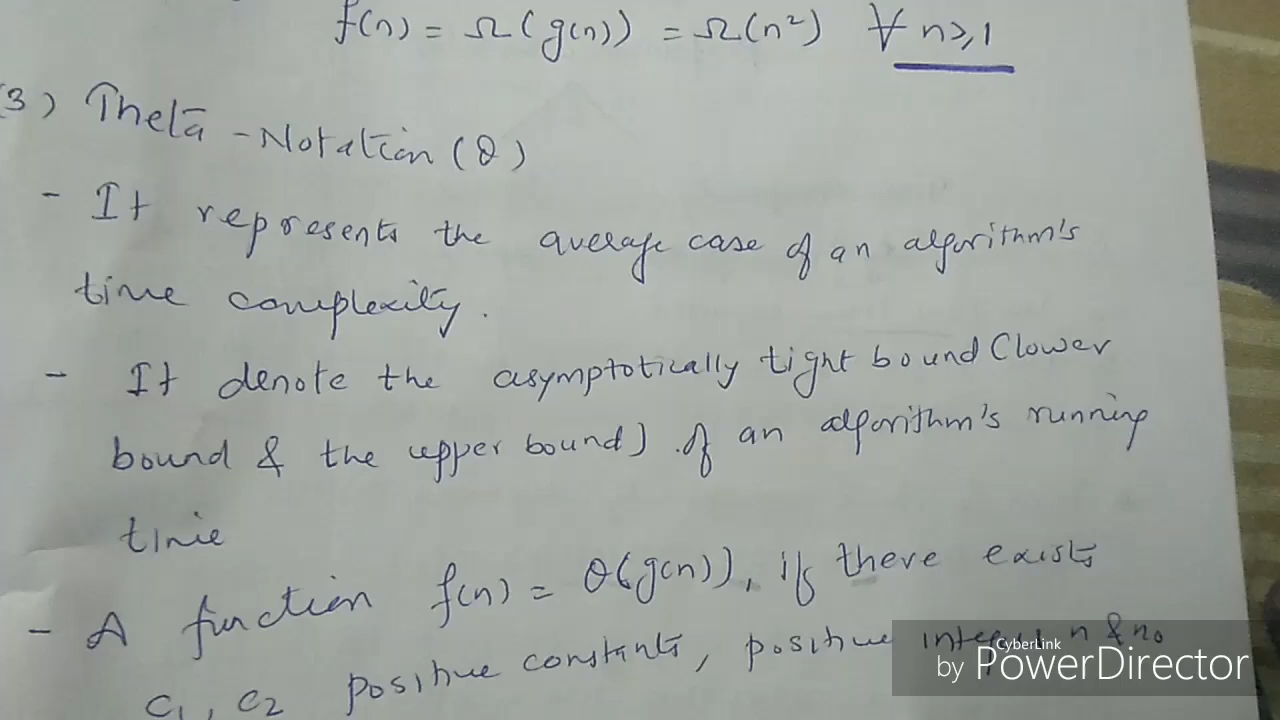 f(n) = Ω(g(n)) = Ω(n²) ∀ n≥1
(3) Theta - Notation (θ)
- It represents the average case of an algorithm's
time complexity.
- It denote the asymptotically tight bound (lower
bound & the upper bound) of an algorithm's running
time
- A function f(n) = θ(g(n)), if there exists
c₁, c₂ positive constants, positive integer n & n₀
CyberLink
by PowerDirector